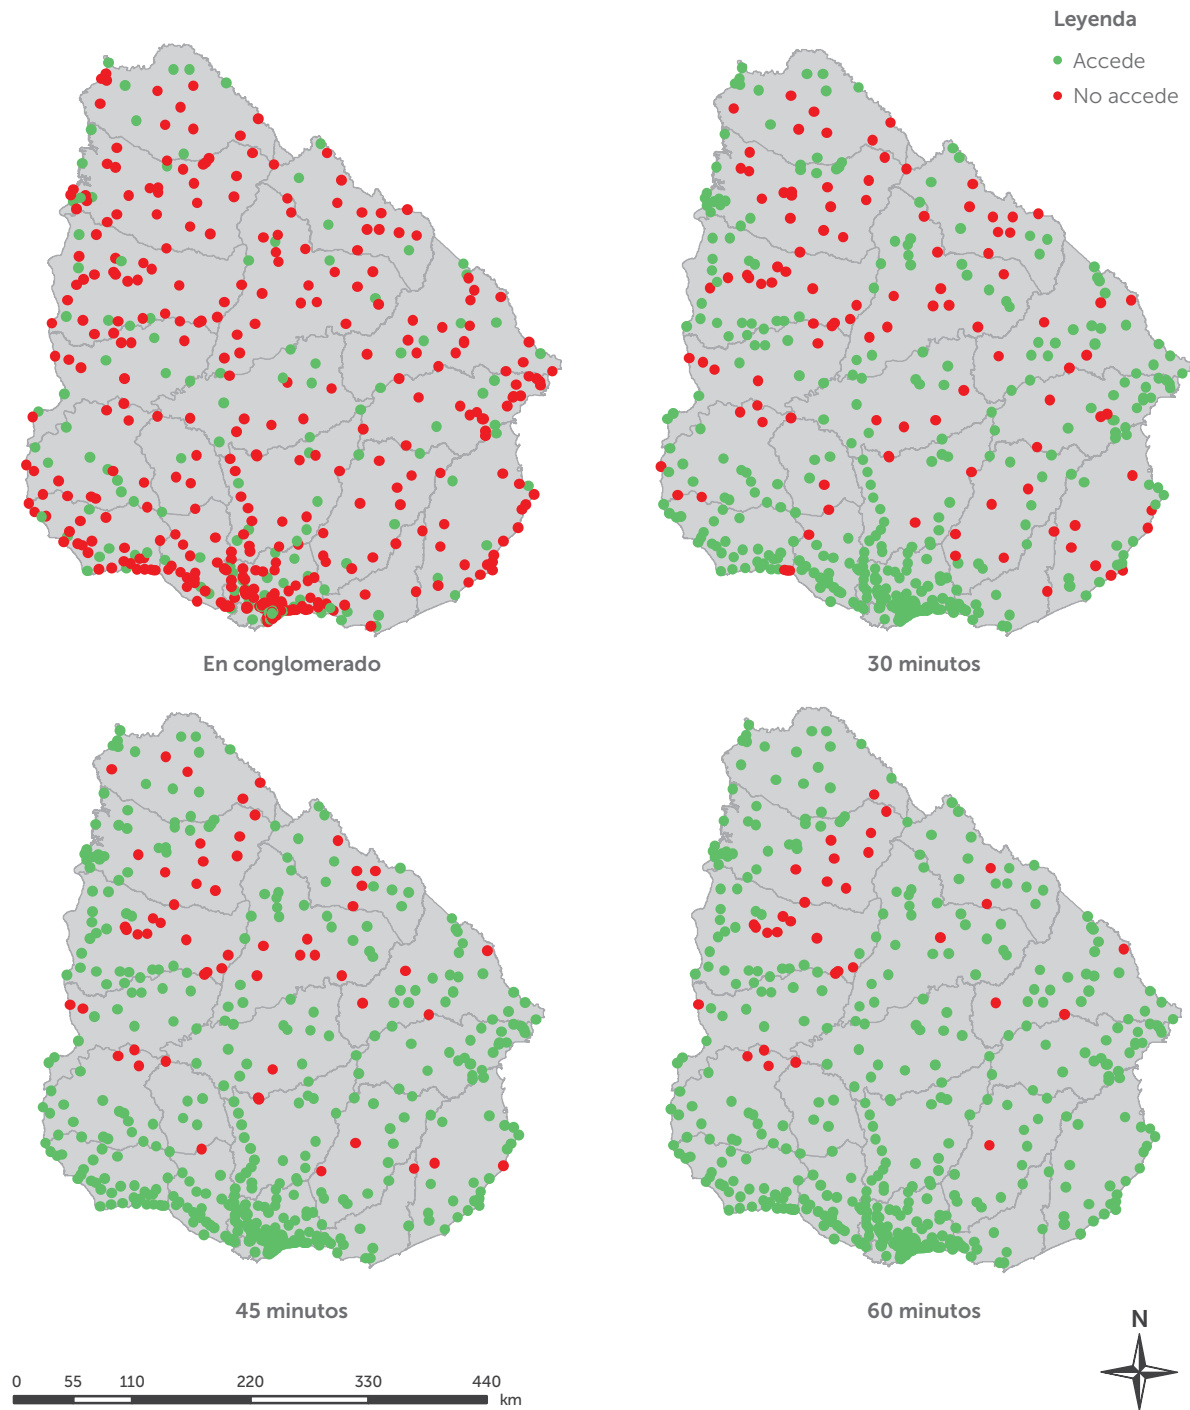 Leyenda
Accede
No accede
En conglomerado
30 minutos
45 minutos
60 minutos
N
0 55 110 220 330 440
km